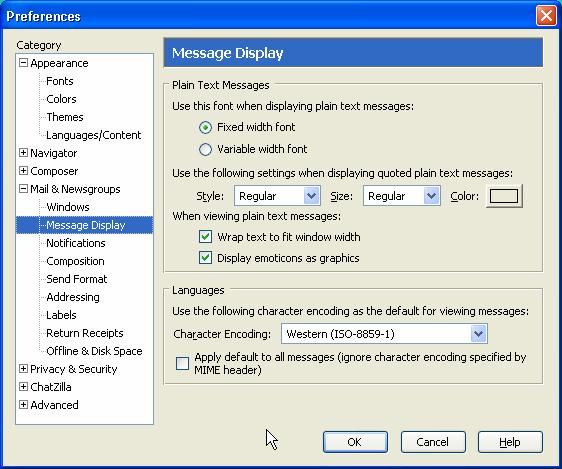 Preferences
Category
Appearance
Fonts
Colors
Themes
Languages/Content
Navigator
Composer
Mail & Newsgroups
Windows
Message Display
Notifications
Composition
Send Format
Addressing
Labels
Return Receipts
Offline & Disk Space
Privacy & Security
ChatZilla
Advanced
Message Display
Plain Text Messages
Use this font when displaying plain text messages:
Fixed width font
Variable width font
Use the following settings when displaying quoted plain text messages:
Style: Regular Size: Regular Color:
When viewing plain text messages:
Wrap text to fit window width
Display emoticons as graphics
Languages
Use the following character encoding as the default for viewing messages:
Character Encoding: Western (ISO-8859-1)
Apply default to all messages (ignore character encoding specified by
MIME header)
OK Cancel Help